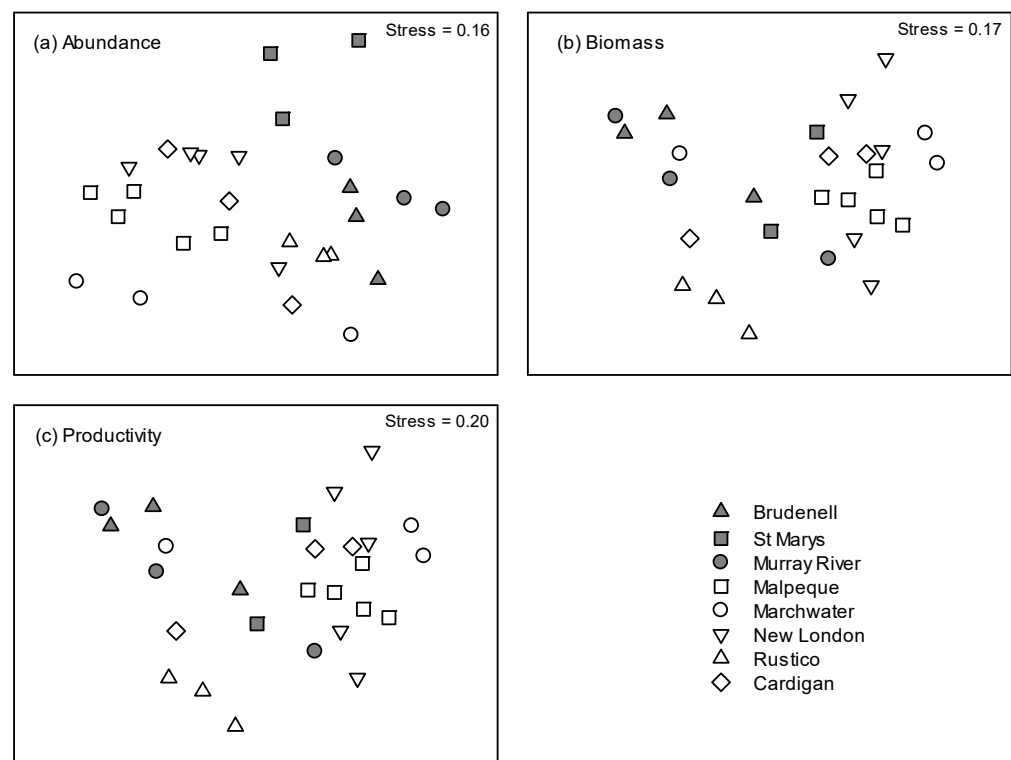 (a) Abundance
Stress = 0.16
(b) Biomass
Stress = 0.17
(c) Productivity
Stress = 0.20
Brudenell
St Marys
Murray River
Malpeque
Marchwater
New London
Rustico
Cardigan